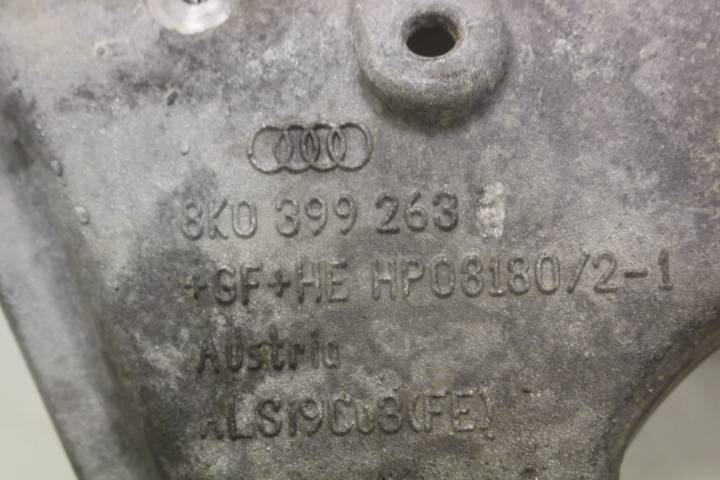 8K0 399 263
+GF+HE HP08180/2-1
Austria
ALSi9Cu3(FE)